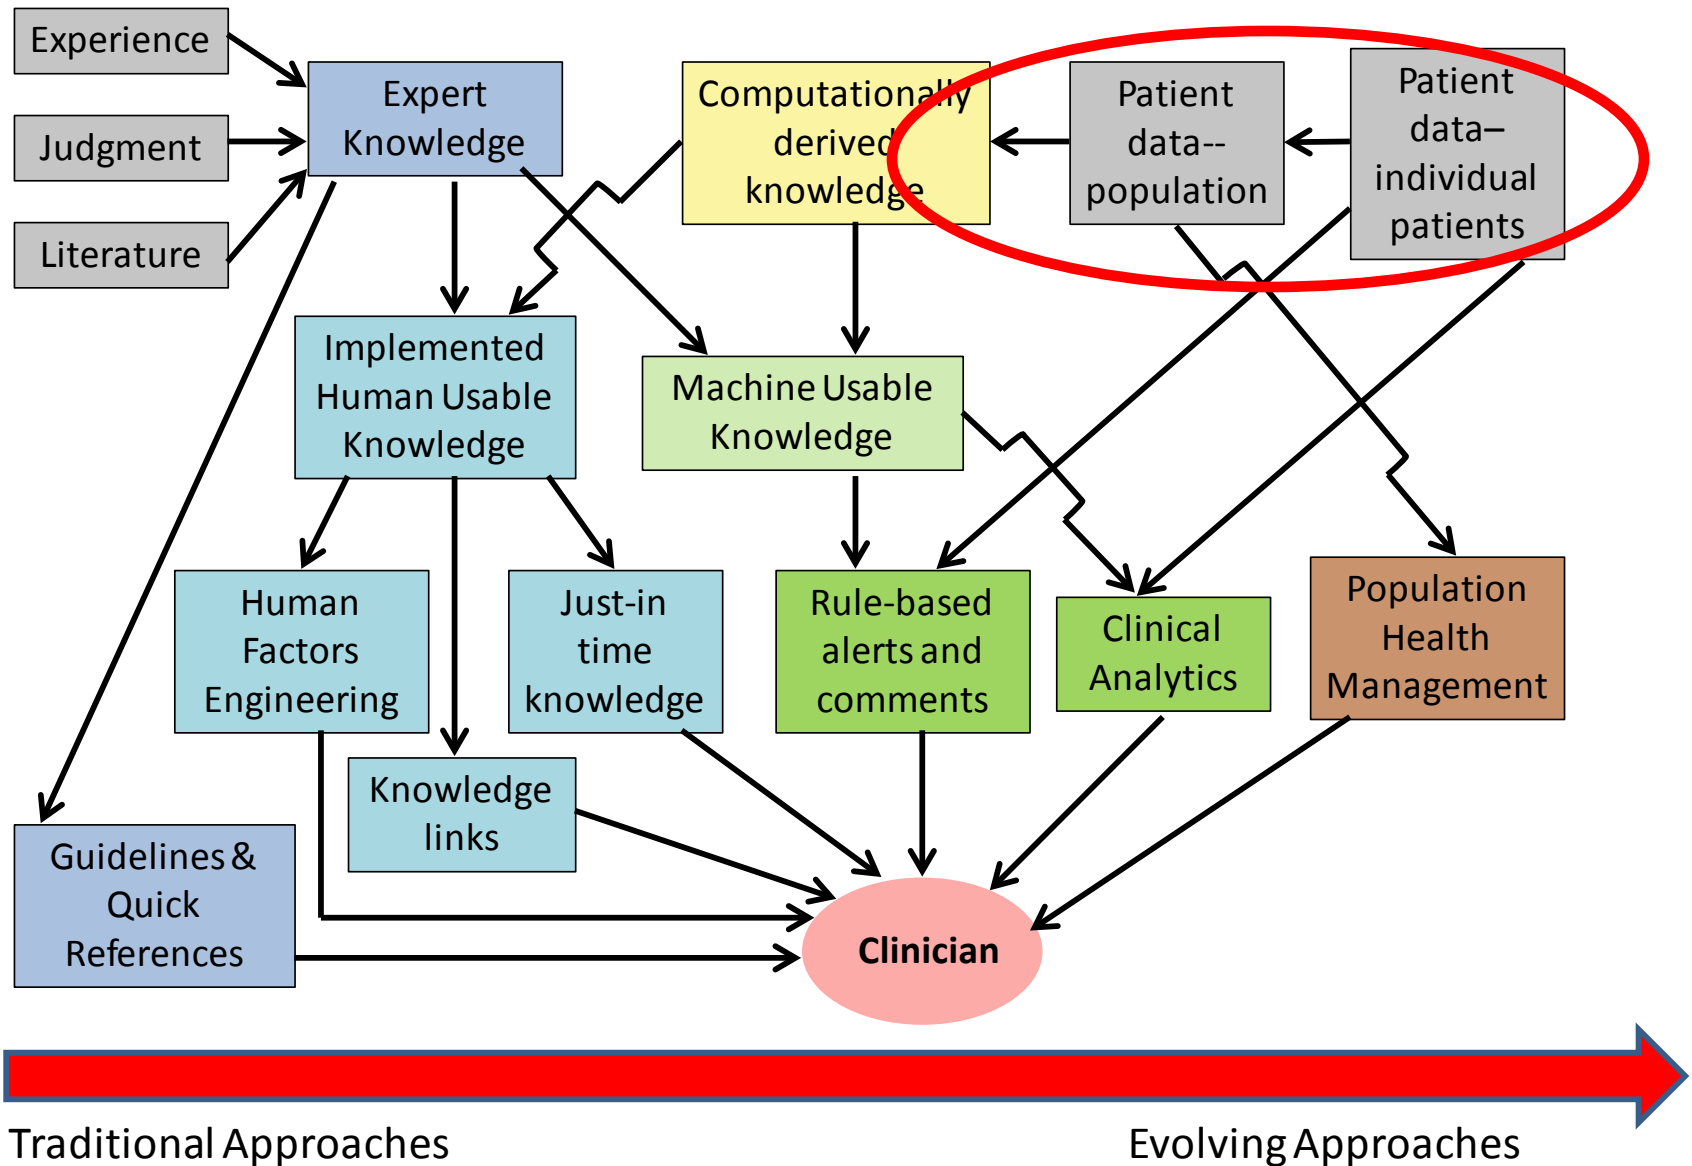 Experience
Judgment
Literature
Expert
Knowledge
Computationally
derived
knowledge
Patient
data--
population
Patient
data–
individual
patients
Implemented
Human Usable
Knowledge
Machine Usable
Knowledge
Human
Factors
Engineering
Just-in
time
knowledge
Rule-based
alerts and
comments
Clinical
Analytics
Population
Health
Management
Knowledge
links
Guidelines &
Quick
References
Clinician
Traditional Approaches
Evolving Approaches